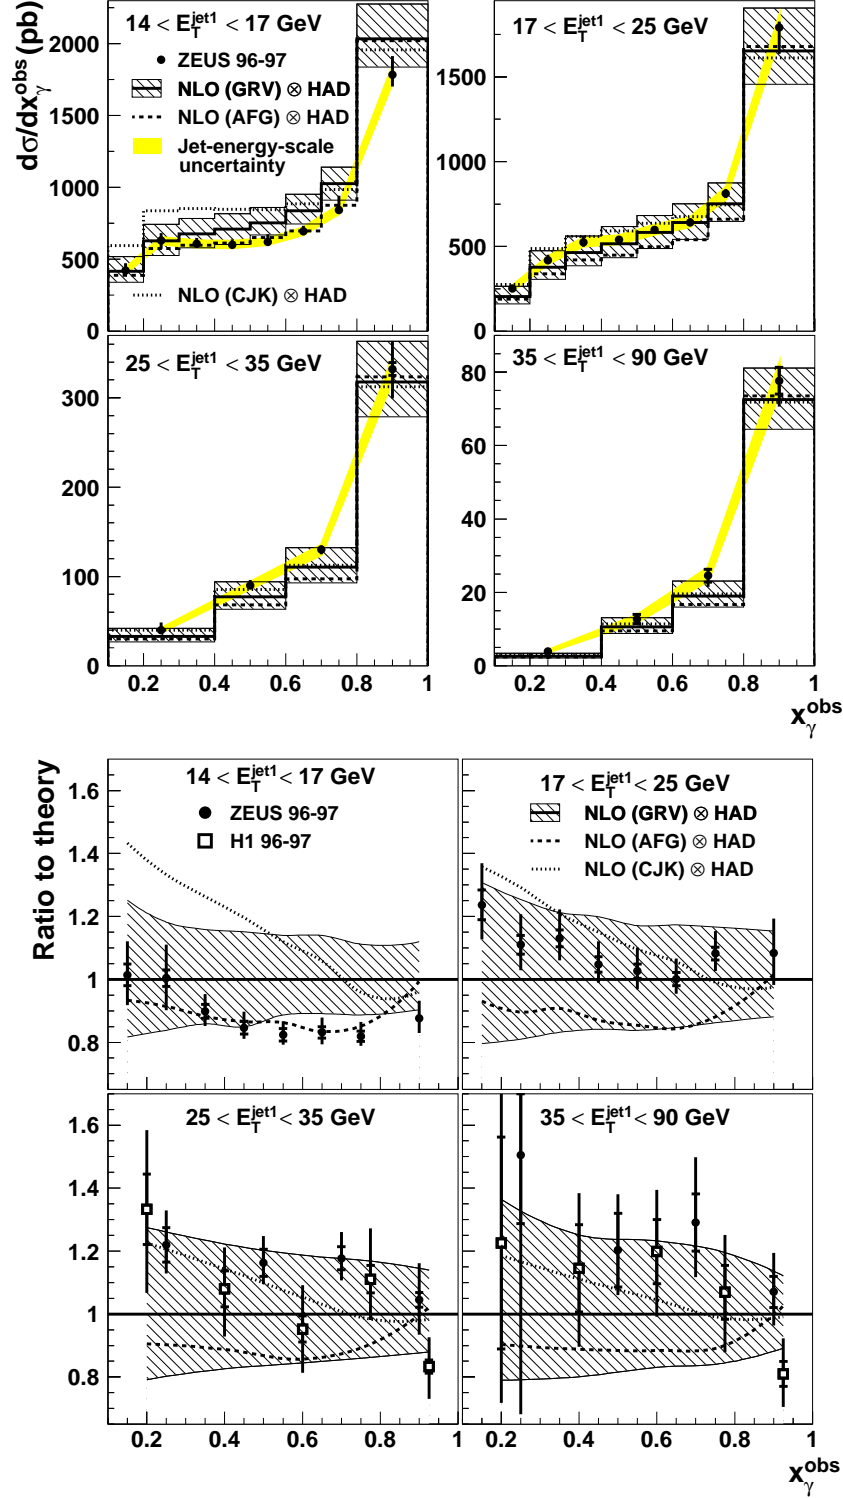 dσ/dxγ^obs (pb)
14 < E_T^jet1 < 17 GeV
ZEUS 96-97
NLO (GRV) ⊗ HAD
NLO (AFG) ⊗ HAD
Jet-energy-scale
uncertainty
NLO (CJK) ⊗ HAD
2000
1500
1000
500
0
17 < E_T^jet1 < 25 GeV
1500
1000
500
0
25 < E_T^jet1 < 35 GeV
300
200
100
0
0.2 0.4 0.6 0.8 1
35 < E_T^jet1 < 90 GeV
80
60
40
20
0
0.2 0.4 0.6 0.8 1
xγ^obs
Ratio to theory
14 < E_T^jet1 < 17 GeV
ZEUS 96-97
H1 96-97
1.6
1.4
1.2
1
0.8
17 < E_T^jet1 < 25 GeV
NLO (GRV) ⊗ HAD
NLO (AFG) ⊗ HAD
NLO (CJK) ⊗ HAD
25 < E_T^jet1 < 35 GeV
1.6
1.4
1.2
1
0.8
0.2 0.4 0.6 0.8 1
35 < E_T^jet1 < 90 GeV
0.2 0.4 0.6 0.8 1
xγ^obs